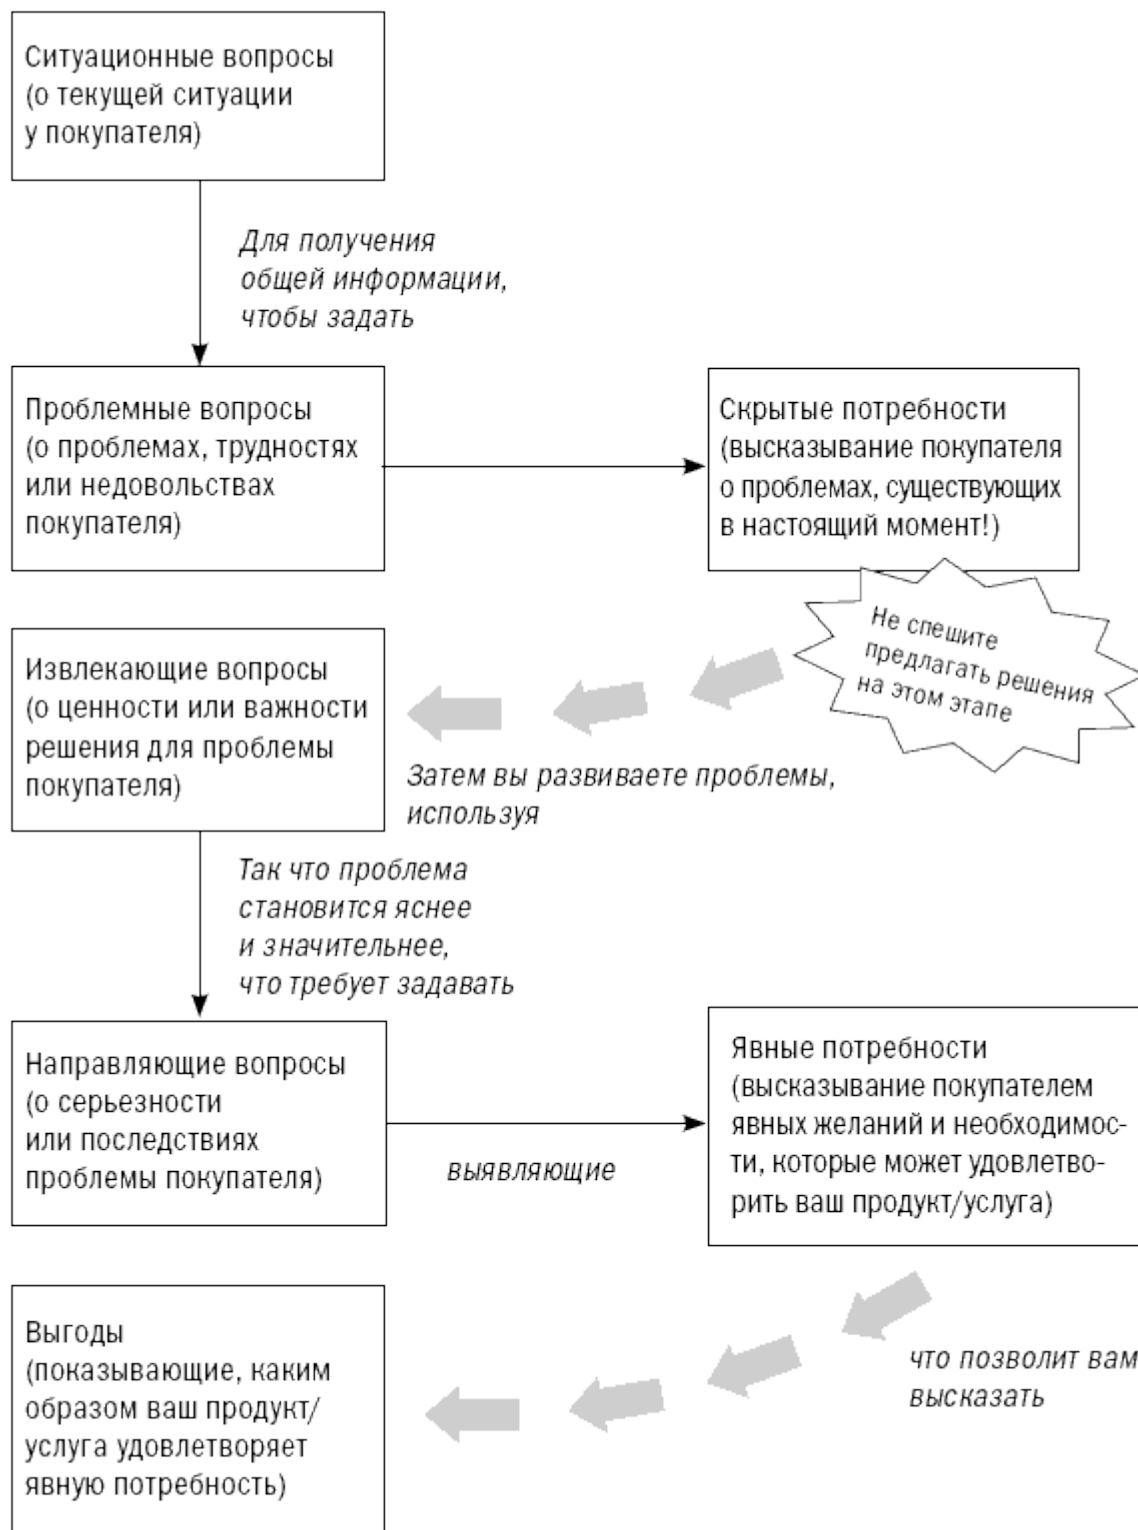 Ситуационные вопросы
(о текущей ситуации
у покупателя)
Для получения
общей информации,
чтобы задать
Проблемные вопросы
(о проблемах, трудностях
или недовольствах
покупателя)
Скрытые потребности
(высказывание покупателя
о проблемах, существующих
в настоящий момент!)
Не спешите
предлагать решения
на этом этапе
Извлекающие вопросы
(о ценности или важности
решения для проблемы
покупателя)
Затем вы развиваете проблемы,
используя
Так что проблема
становится яснее
и значительнее,
что требует задавать
Направляющие вопросы
(о серьезности
или последствиях
проблемы покупателя)
выявляющие
Явные потребности
(высказывание покупателем
явных желаний и необходимос-
ти, которые может удовлетво-
рить ваш продукт/услуга)
что позволит вам
высказать
Выгоды
(показывающие, каким
образом ваш продукт/
услуга удовлетворяет
явную потребность)